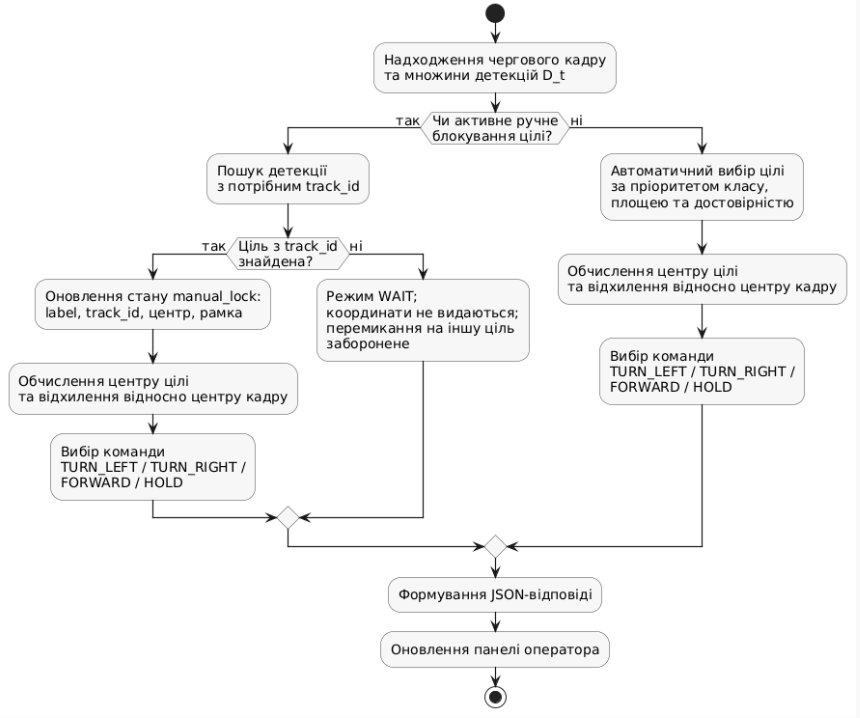 Надходження чергового кадру
та множини детекцій D_t
так
Чи активне ручне
блокування цілі?
ні
Пошук детекції
з потрібним track_id
так
Ціль з track_id
знайдена?
ні
Оновлення стану manual_lock:
label, track_id, центр, рамка
Обчислення центру цілі
та відхилення відносно центру кадру
Вибір команди
TURN_LEFT / TURN_RIGHT /
FORWARD / HOLD
Режим WAIT;
координати не видаються;
перемикання на іншу ціль
заборонене
Автоматичний вибір цілі
за пріоритетом класу,
площею та достовірністю
Обчислення центру цілі
та відхилення відносно центру кадру
Вибір команди
TURN_LEFT / TURN_RIGHT /
FORWARD / HOLD
Формування JSON-відповіді
Оновлення панелі оператора